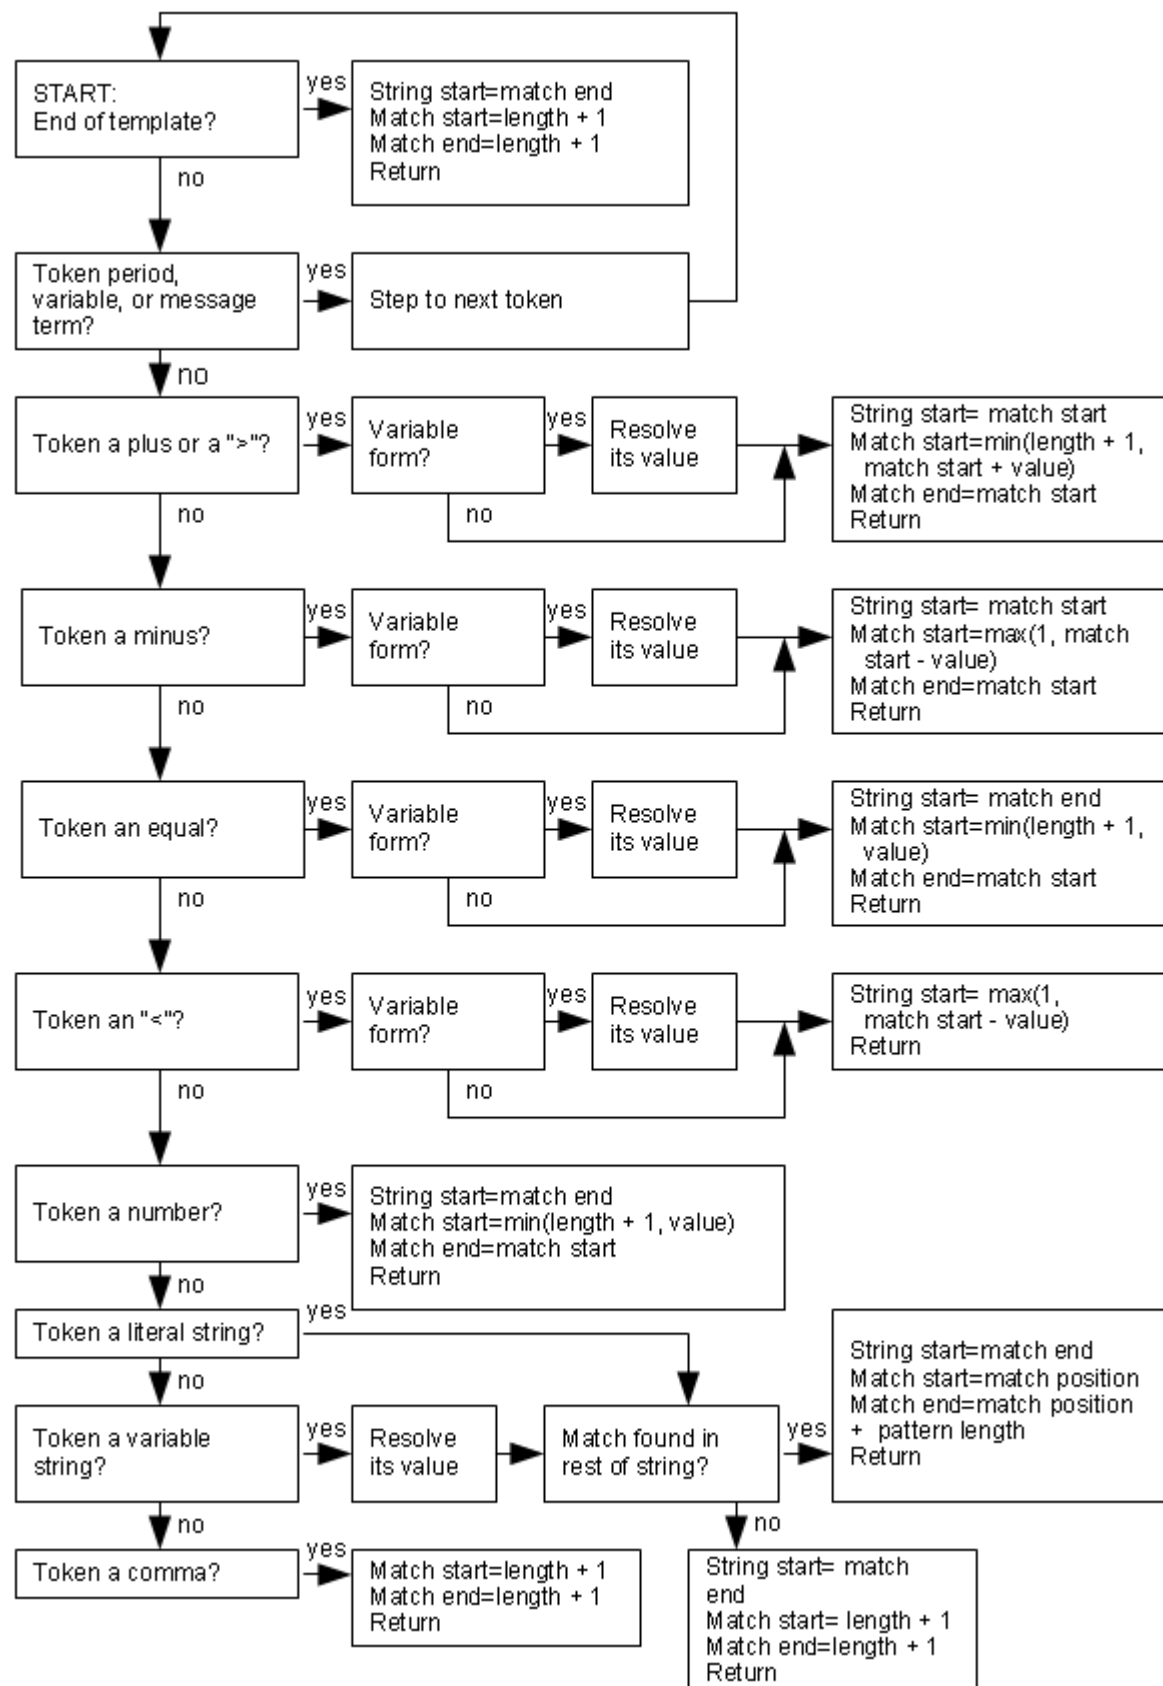 START:
End of template?
yes
String start=match end
Match start=length + 1
Match end=length + 1
Return
no
Token period,
variable, or message
term?
yes
Step to next token
no
Token a plus or a ">"?
yes
Variable
form?
yes
Resolve
its value
no
String start= match start
Match start=min(length + 1,
match start + value)
Match end=match start
Return
no
Token a minus?
yes
Variable
form?
yes
Resolve
its value
no
String start= match start
Match start=max(1, match
start - value)
Match end=match start
Return
no
Token an equal?
yes
Variable
form?
yes
Resolve
its value
no
String start= match end
Match start=min(length + 1,
value)
Match end=match start
Return
no
Token an "<"?
yes
Variable
form?
yes
Resolve
its value
no
String start= max(1,
match start - value)
Return
no
Token a number?
yes
String start=match end
Match start=min(length + 1, value)
Match end=match start
Return
no
Token a literal string?
yes
no
Token a variable
string?
yes
Resolve
its value
Match found in
rest of string?
yes
String start=match end
Match start=match position
Match end=match position
+ pattern length
Return
no
Token a comma?
yes
Match start=length + 1
Match end=length + 1
Return
no
String start= match
end
Match start= length + 1
Match end=length + 1
Return